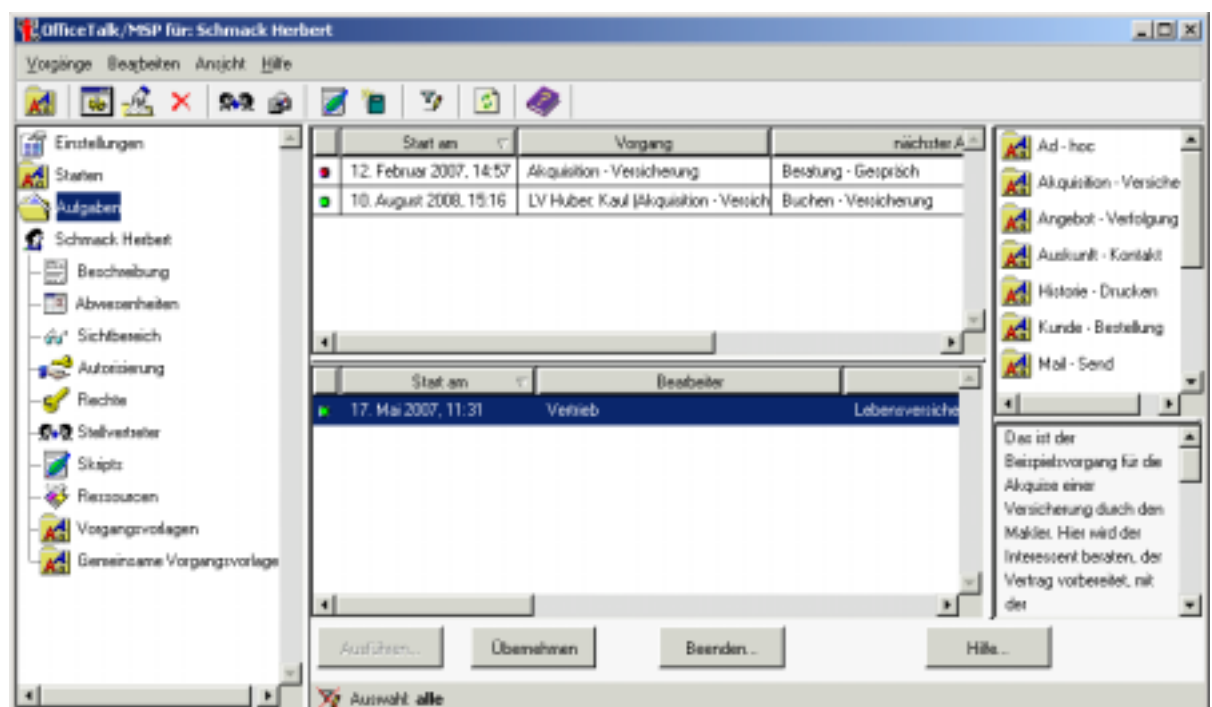 OfficeTalk/MSP für: Schmack Herbert
Vorgänge Bearbeiten Ansicht Hilfe
Einstellungen
Starten
Aufgaben
Schmack Herbert
Beschreibung
Abwesenheiten
Sichtbereich
Autorisierung
Rechte
Stellvertreter
Skripts
Ressourcen
Vorgangsvorlagen
Gemeinsame Vorgangsvorlage
Start am Vorgang nächster A
12. Februar 2007, 14:57 Akquisition - Versicherung Beratung - Gespräch
10. August 2008, 15:16 LV Huber, Kaul (Akquisition - Versich Buchen - Versicherung
Start am Bearbeiter
17. Mai 2007, 11:31 Vertrieb Lebensversiche
Ausführen... Übernehmen Beenden... Hilfe...
Auswahl: alle
Ad - hoc
Akquisition - Versiche
Angebot - Verfolgung
Auskunft - Kontakt
Historie - Drucken
Kunde - Bestellung
Mail - Send
Das ist der
Beispielsvorgang für die
Akquise einer
Versicherung durch den
Makler. Hier wird der
Interessent beraten, der
Vertrag vorbereitet, mit
der